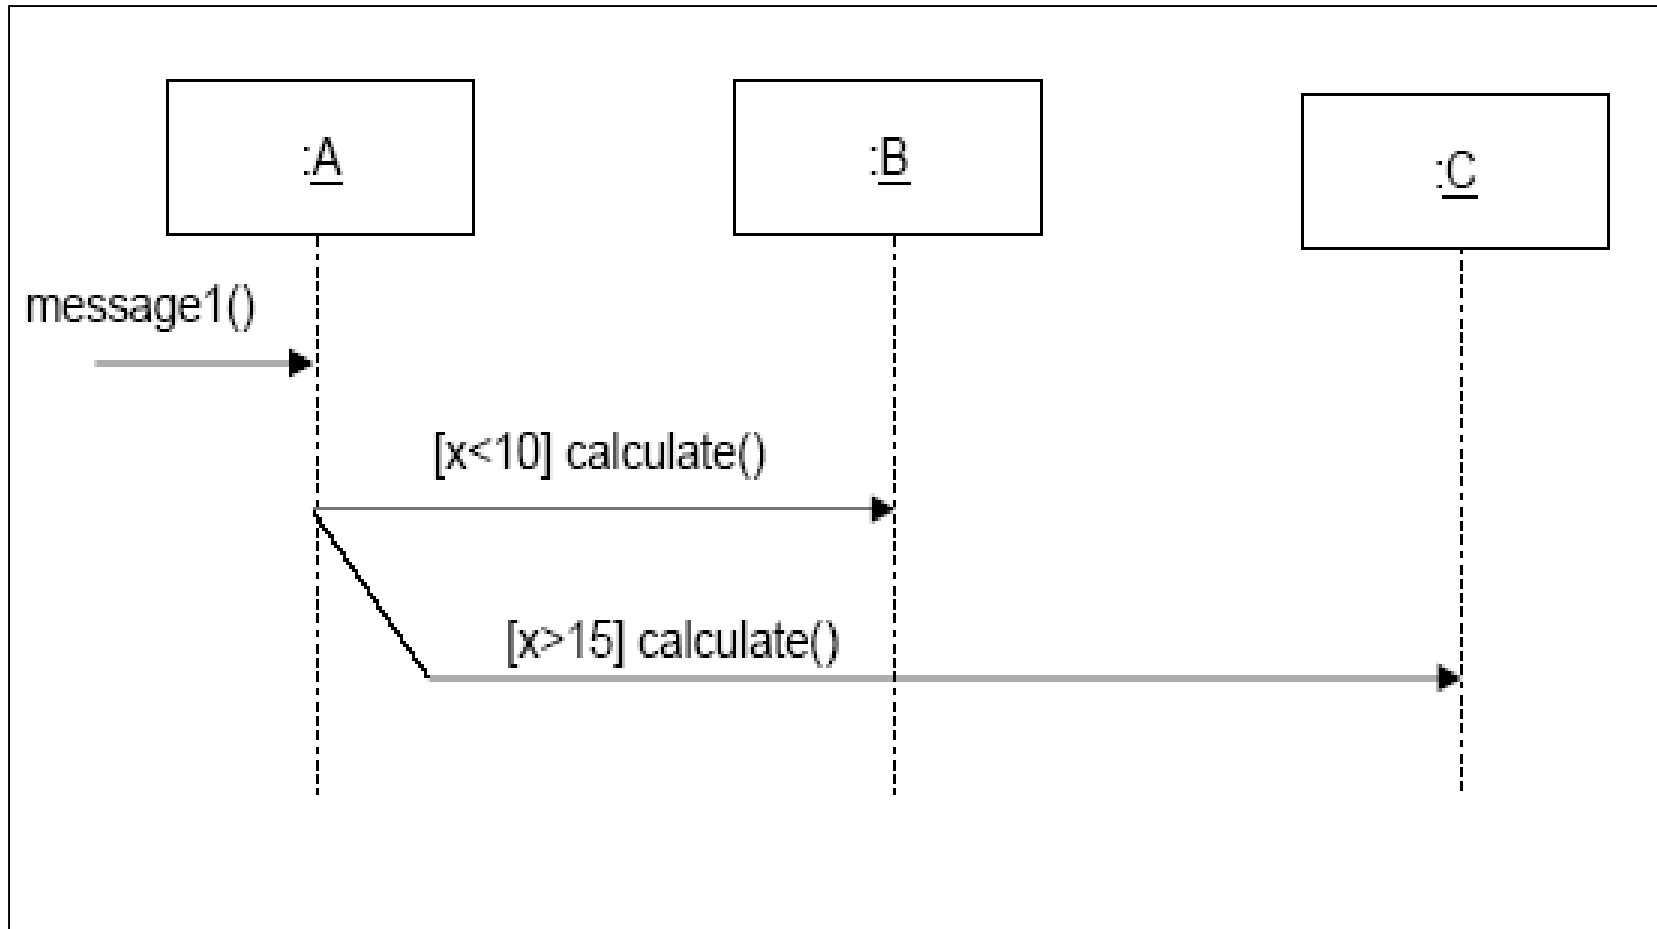 :A
:B
:C
message1()
[x<10] calculate()
[x>15] calculate()